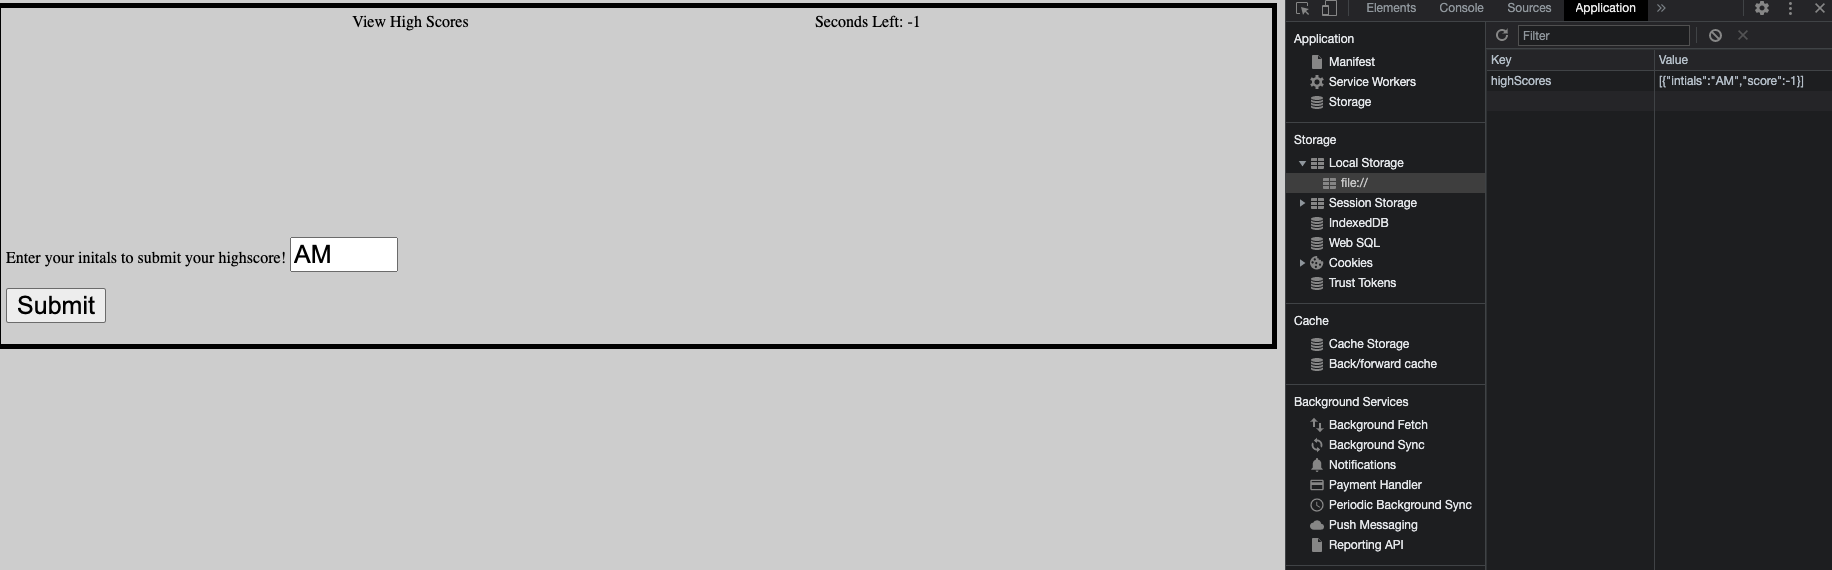 View High Scores
Seconds Left: -1
Enter your initals to submit your highscore! AM
Submit
Elements Console Sources Application »
Application
Manifest
Service Workers
Storage
Storage
Local Storage
file://
Session Storage
IndexedDB
Web SQL
Cookies
Trust Tokens
Cache
Cache Storage
Back/forward cache
Background Services
Background Fetch
Background Sync
Notifications
Payment Handler
Periodic Background Sync
Push Messaging
Reporting API
Filter
Key Value
highScores [{"intials":"AM","score":-1}]